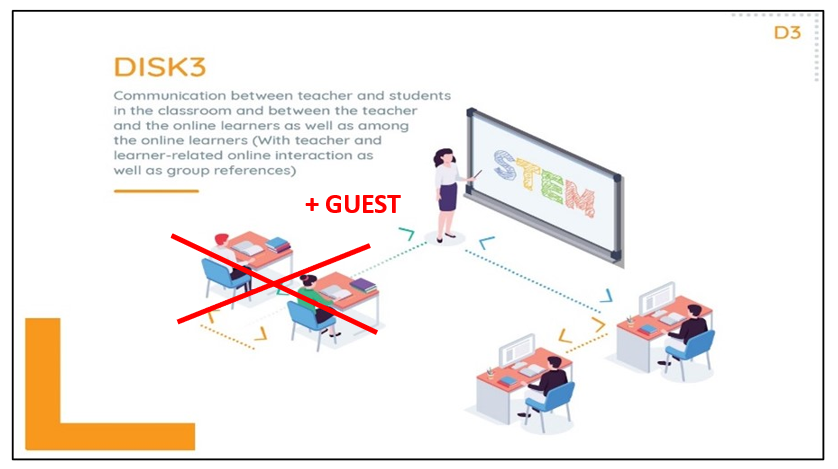 D3
DISK3
Communication between teacher and students
in the classroom and between the teacher
and the online learners as well as among
the online learners (With teacher and
learner-related online interaction as
well as group references)
STEM
+ GUEST